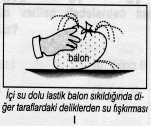 balon
İçi su dolu lastik balon sıkıldığında di-
ğer taraflardaki deliklerden su fışkırması
I